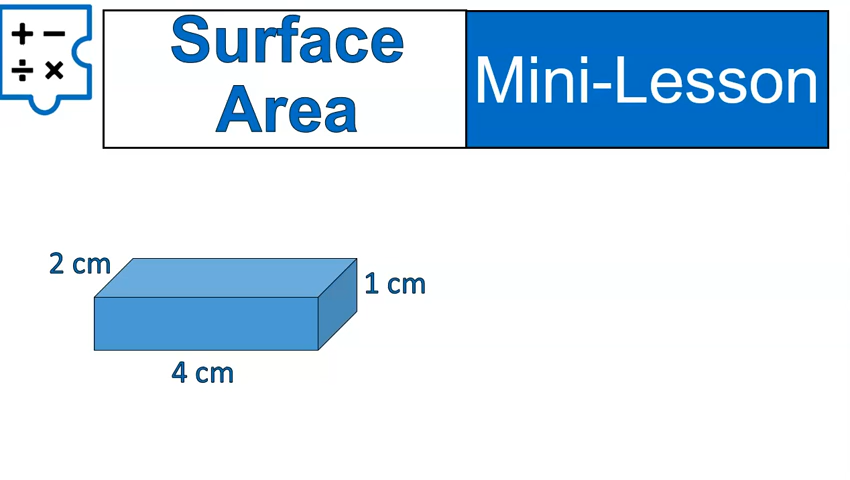 + −
÷ ×
Surface
Area
Mini-Lesson
2 cm
1 cm
4 cm